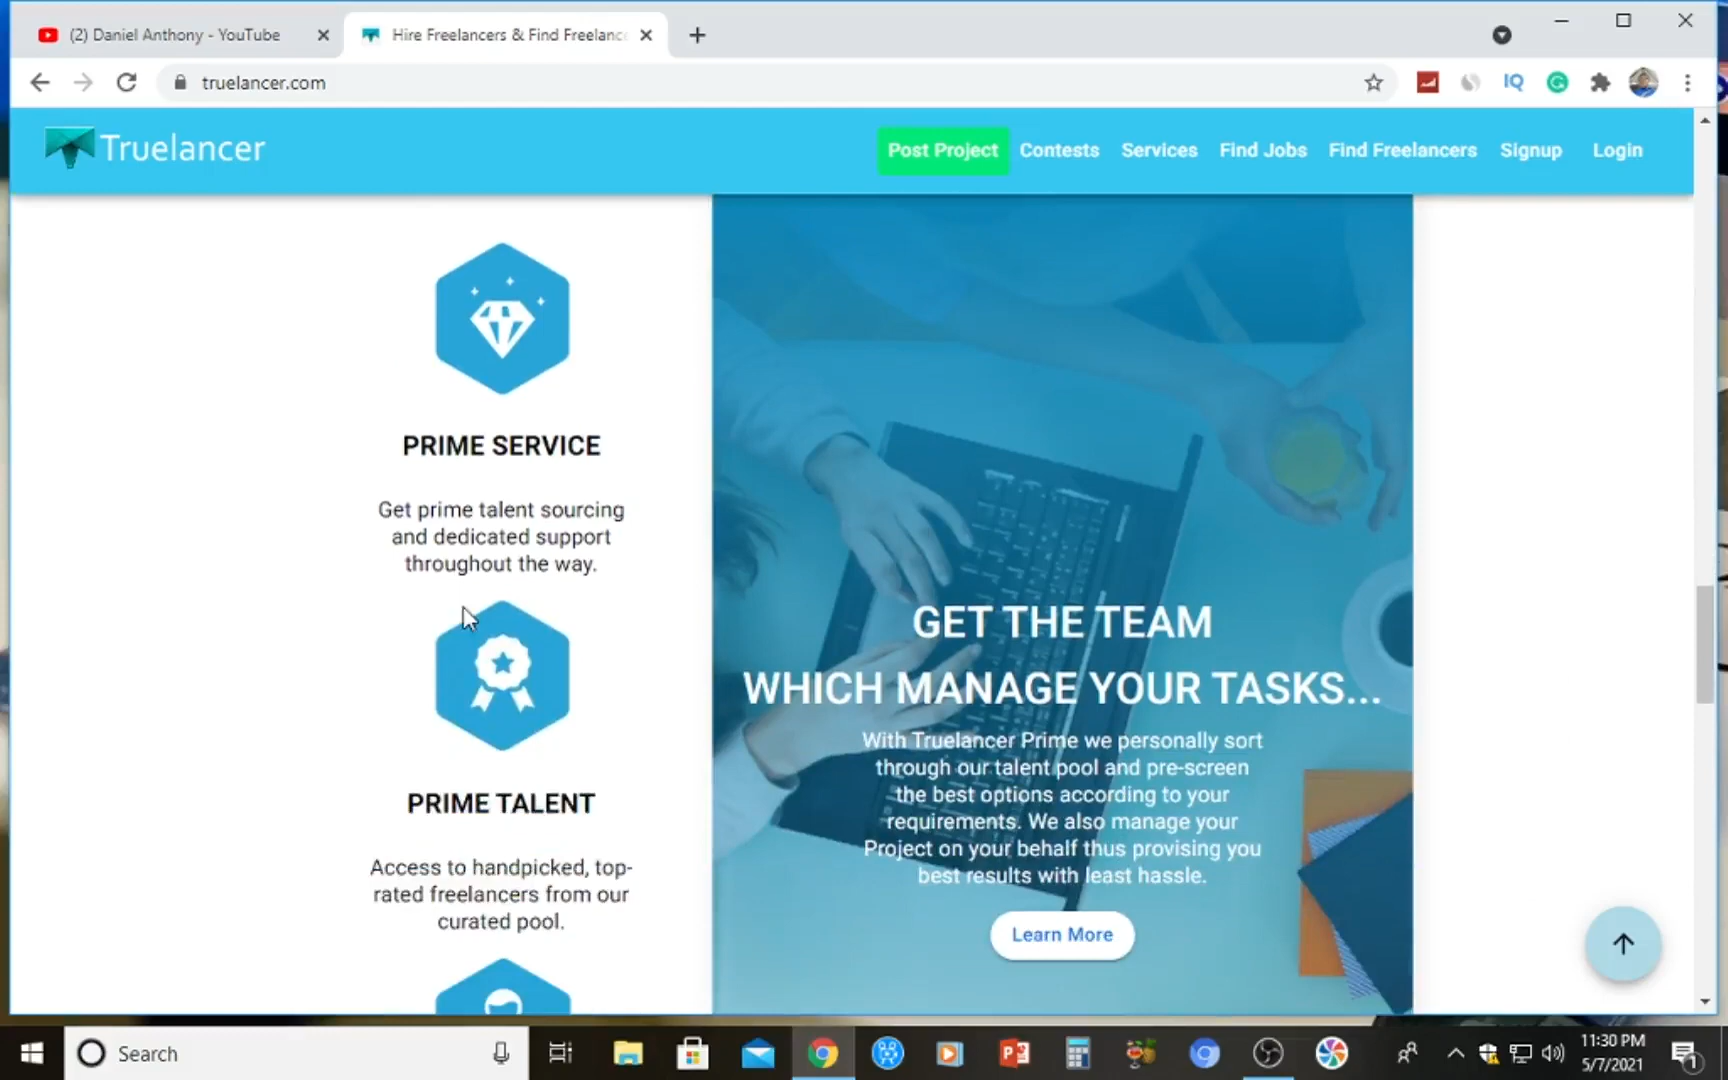 (2) Daniel Anthony - YouTube
Hire Freelancers & Find Freelanc
truelancer.com
IQ
Truelancer
Post Project
Contests
Services
Find Jobs
Find Freelancers
Signup
Login
PRIME SERVICE
Get prime talent sourcing
and dedicated support
throughout the way.
PRIME TALENT
Access to handpicked, top-
rated freelancers from our
curated pool.
GET THE TEAM
WHICH MANAGE YOUR TASKS...
With Truelancer Prime we personally sort
through our talent pool and pre-screen
the best options according to your
requirements. We also manage your
Project on your behalf thus provising you
best results with least hassle.
Learn More
Search
11:30 PM
5/7/2021
1